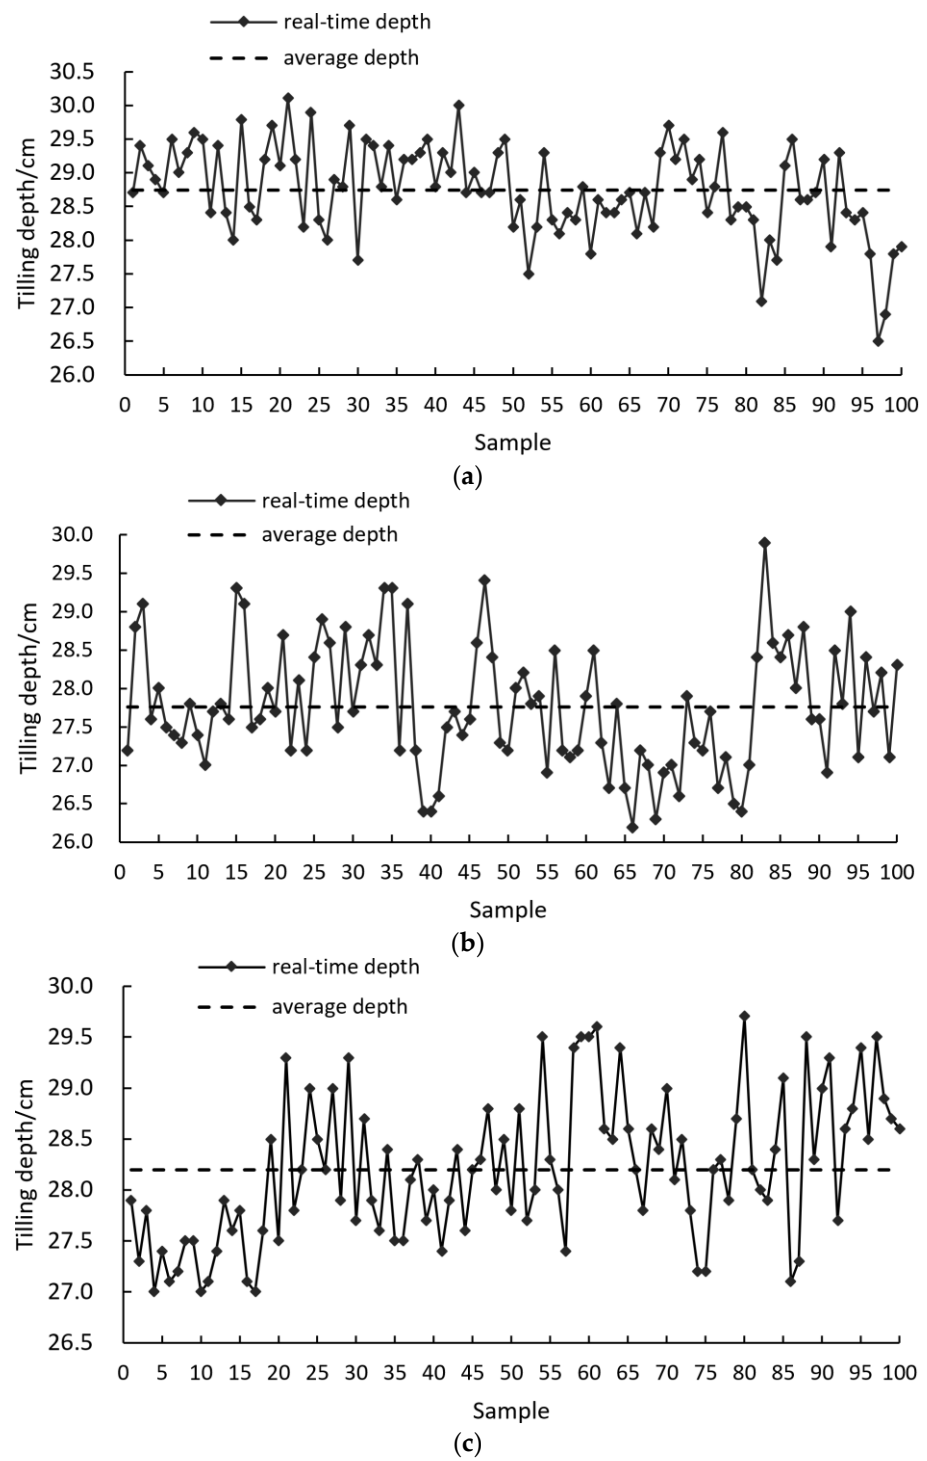 real-time depth
average depth
30.5
30.0
29.5
29.0
28.5
28.0
27.5
27.0
26.5
26.0
Tilling depth/cm
0 5 10 15 20 25 30 35 40 45 50 55 60 65 70 75 80 85 90 95 100
Sample
(a)
real-time depth
average depth
30.0
29.5
29.0
28.5
28.0
27.5
27.0
26.5
26.0
Tilling depth/cm
0 5 10 15 20 25 30 35 40 45 50 55 60 65 70 75 80 85 90 95 100
Sample
(b)
real-time depth
average depth
30.0
29.5
29.0
28.5
28.0
27.5
27.0
26.5
Tilling depth/cm
0 5 10 15 20 25 30 35 40 45 50 55 60 65 70 75 80 85 90 95 100
Sample
(c)